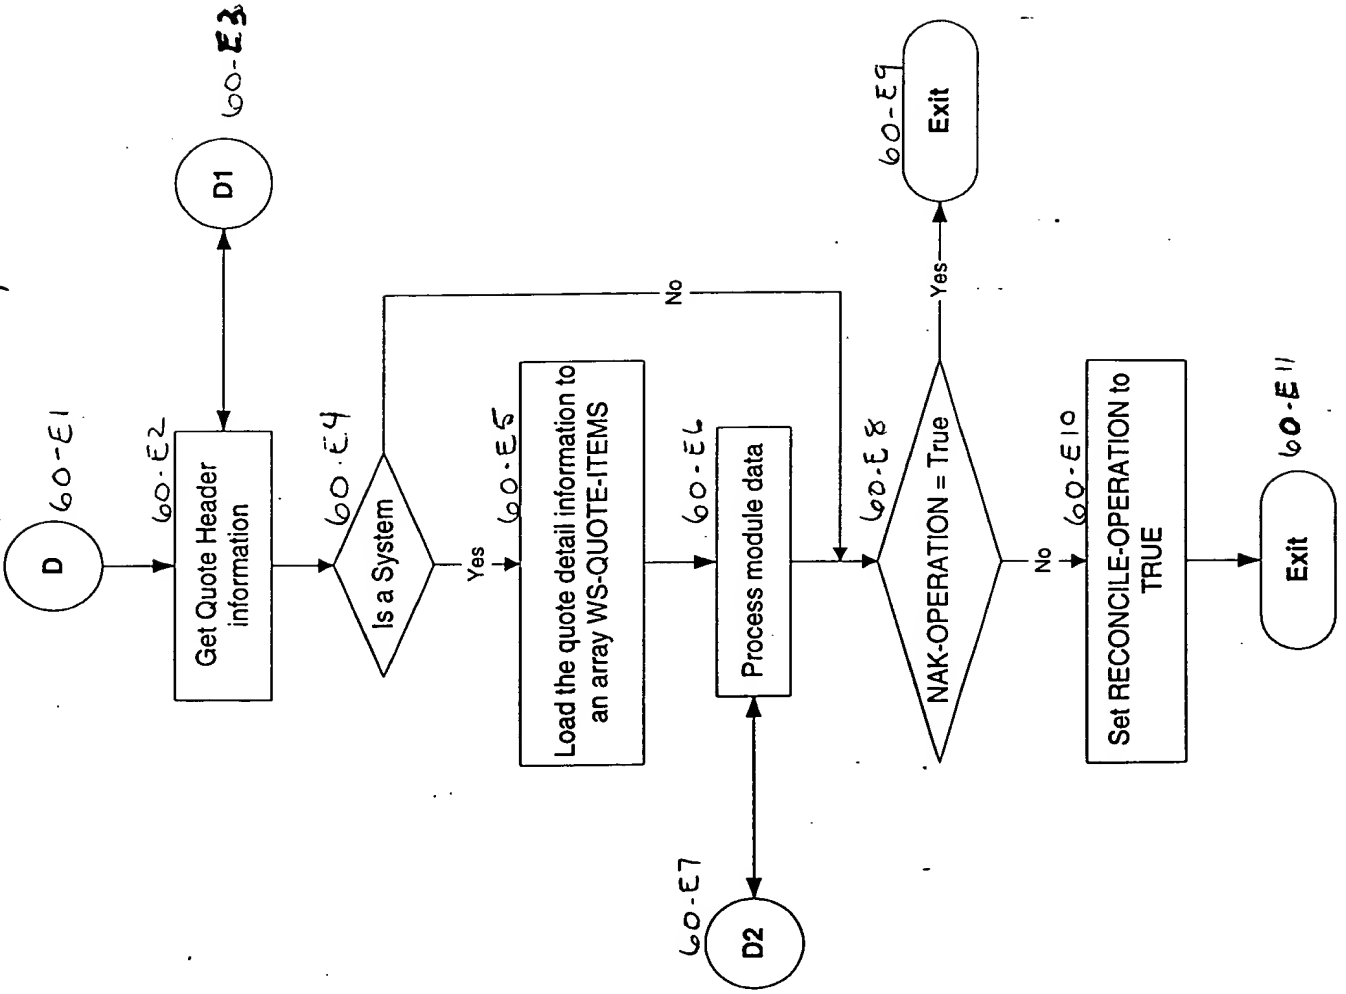 D
60-E1
60-E2
Get Quote Header
information
D1
60-E3
60-E4
Is a System
Yes
No
60-E5
Load the quote detail information to
an array WS-QUOTE-ITEMS
60-E6
Process module data
60-E7
D2
60-E8
NAK-OPERATION = True
Yes
60-E9
Exit
No
60-E10
Set RECONCILE-OPERATION to
TRUE
60-E11
Exit